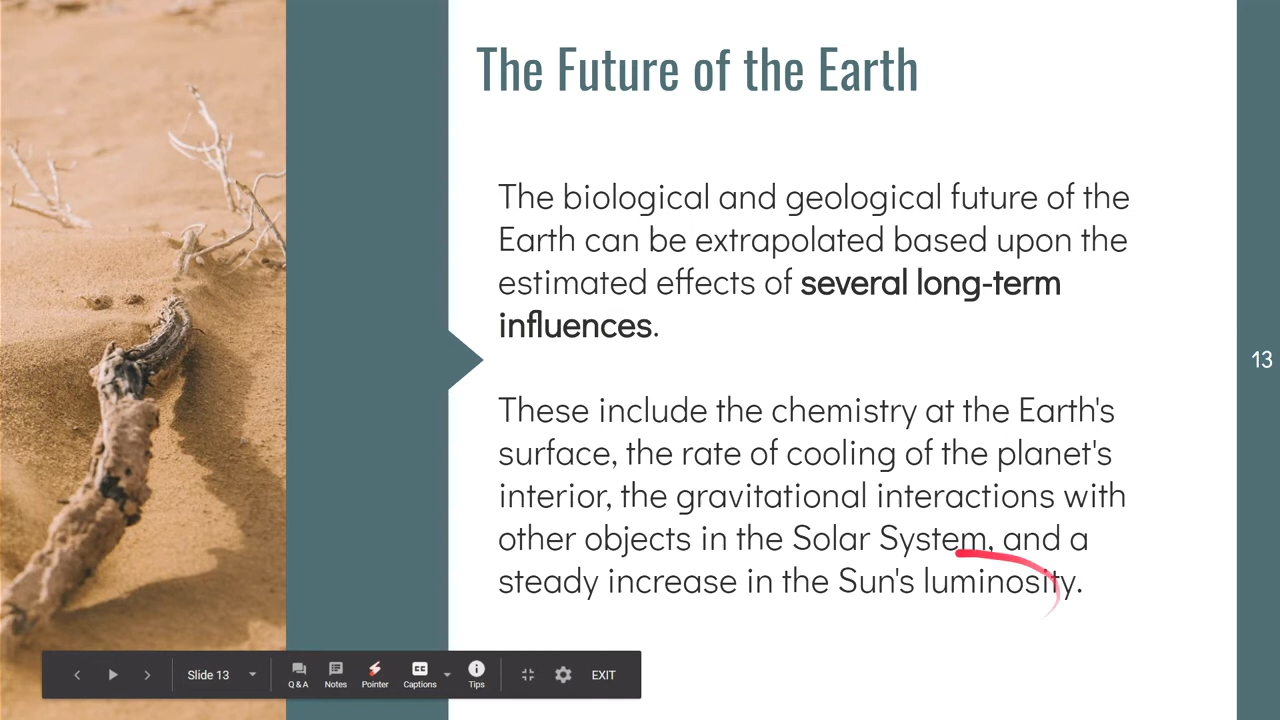 The Future of the Earth
The biological and geological future of the
Earth can be extrapolated based upon the
estimated effects of several long-term
influences.
These include the chemistry at the Earth's
surface, the rate of cooling of the planet's
interior, the gravitational interactions with
other objects in the Solar System, and a
steady increase in the Sun's luminosity.
13
Slide 13
Q & A
Notes
Pointer
CC
Captions
Tips
EXIT